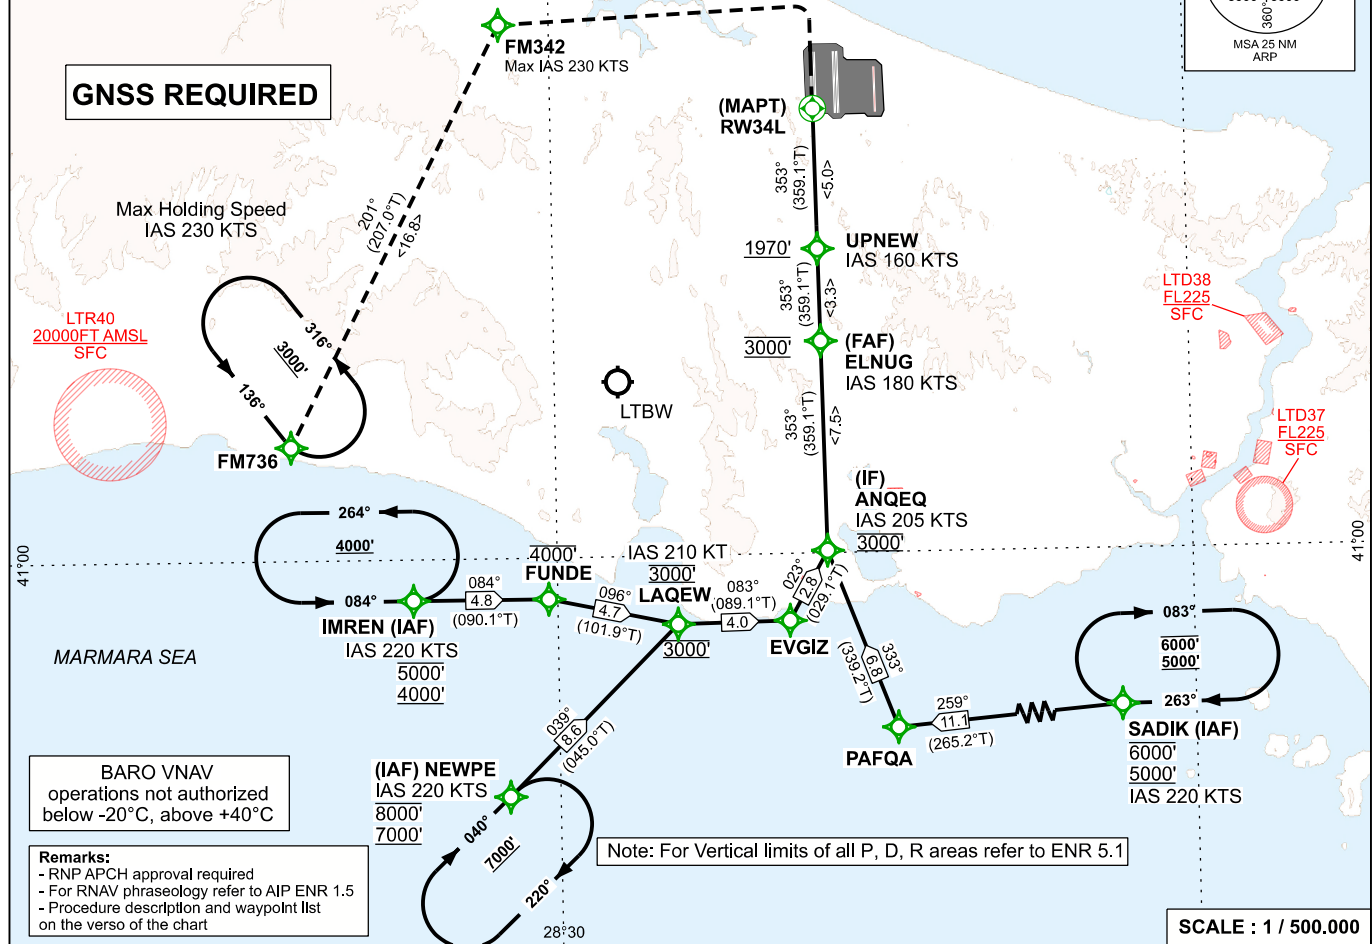 360°
MSA 25 NM
ARP
FM342
Max IAS 230 KTS
GNSS REQUIRED
(MAPT)
RW34L
353°
(359.1°T)
<5.0>
201°
(207.0°T)
<16.8>
Max Holding Speed
IAS 230 KTS
1970'
UPNEW
IAS 160 KTS
353°
(359.1°T)
<3.3>
LTD38
FL225
SFC
LTR40
20000FT AMSL
SFC
316°
3000'
136°
3000'
(FAF)
ELNUG
IAS 180 KTS
LTBW
353°
(359.1°T)
<7.5>
LTD37
FL225
SFC
FM736
(IF)
ANQEQ
IAS 205 KTS
3000'
264°
4000'
084°
41°00
41°00
4000'
FUNDE
IAS 210 KT
3000'
LAQEW
3000'
084°
4.8
(090.1°T)
096°
4.7
(101.9°T)
083°
(089.1°T)
4.0
023°
2.8
(029.1°T)
IMREN (IAF)
IAS 220 KTS
5000'
4000'
EVGIZ
MARMARA SEA
083°
6000'
5000'
263°
333°
6.8
(339.2°T)
259°
11.1
(265.2°T)
PAFQA
SADIK (IAF)
6000'
5000'
IAS 220 KTS
039°
8.6
(045.0°T)
(IAF) NEWPE
IAS 220 KTS
8000'
7000'
040°
7000'
220°
BARO VNAV
operations not authorized
below -20°C, above +40°C
Note: For Vertical limits of all P, D, R areas refer to ENR 5.1
Remarks:
- RNP APCH approval required
- For RNAV phraseology refer to AIP ENR 1.5
- Procedure description and waypoint list
on the verso of the chart
28°30
SCALE : 1 / 500.000